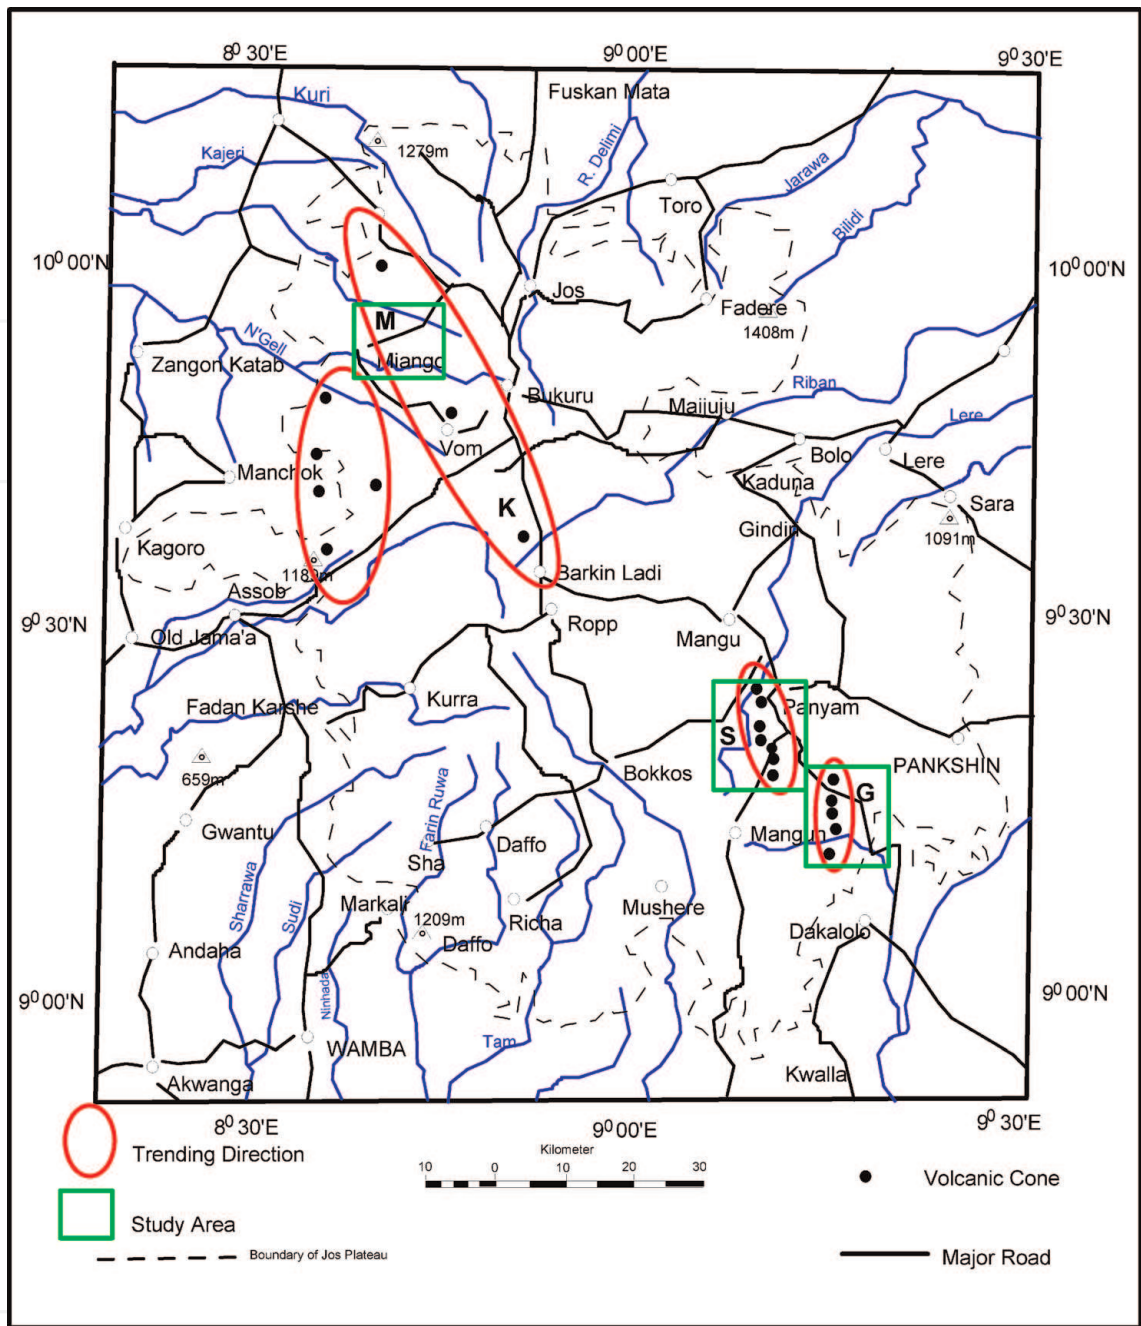 8⁰ 30'E
9⁰ 00'E
9⁰ 30'E
Kuri
Fuskan Mata
Kajeri
1279m
R. Delimi
Jarawa
Toro
Bilidi
10⁰ 00'N
10⁰ 00'N
Jos
Fadere
1408m
M
N'Gell
Zangon Katab
Miango
Riban
Bukuru
Maijuju
Lere
Vom
Bolo
Lere
Manchok
Kaduna
Sara
K
Gindin
1091m
Kagoro
1189m
Barkin Ladi
Assob
9⁰ 30'N
9⁰ 30'N
Ropp
Mangu
Old Jama'a
Kurra
Panyam
Fadan Karshe
S
PANKSHIN
659m
Bokkos
G
Farin Ruwa
Gwantu
Mangun
Daffo
Sha
Sharrawa
Sudi
Markali
Mushere
1209m
Richa
Dakalolo
Daffo
Andaha
Ninhada
9⁰ 00'N
9⁰ 00'N
Tam
WAMBA
Kwalla
Akwanga
8⁰ 30'E
9⁰ 00'E
9⁰ 30'E
Trending Direction
Kilometer
10 0 10 20 30
Volcanic Cone
Study Area
Boundary of Jos Plateau
Major Road